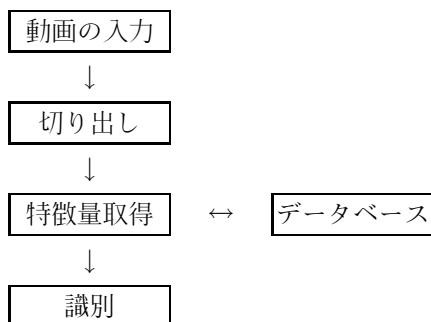 動画の入力
↓
切り出し
↓
特徴量取得 ↔ データベース
↓
識別